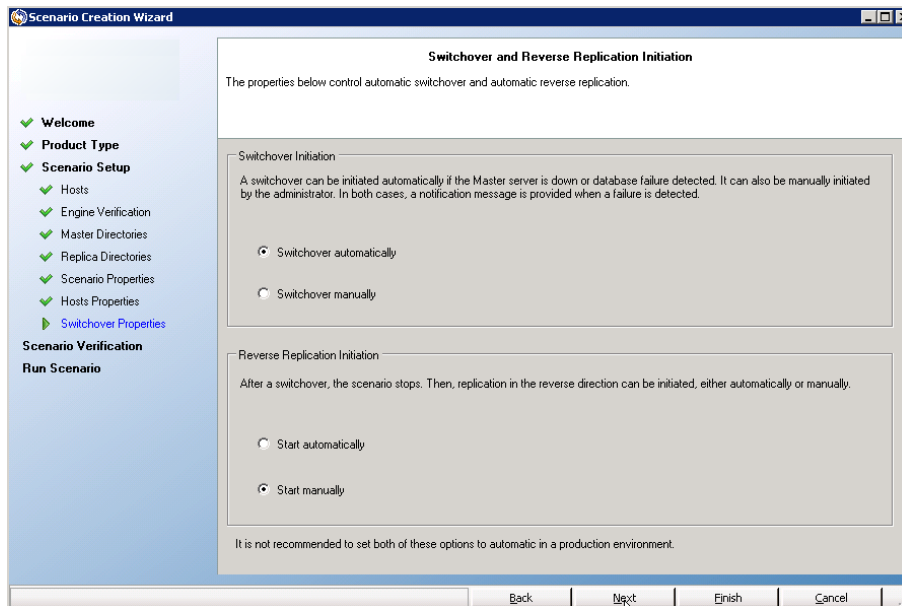 Scenario Creation Wizard
Welcome
Product Type
Scenario Setup
Hosts
Engine Verification
Master Directories
Replica Directories
Scenario Properties
Hosts Properties
Switchover Properties
Scenario Verification
Run Scenario
Switchover and Reverse Replication Initiation
The properties below control automatic switchover and automatic reverse replication.
Switchover Initiation
A switchover can be initiated automatically if the Master server is down or database failure detected. It can also be manually initiated
by the administrator. In both cases, a notification message is provided when a failure is detected.
Switchover automatically
Switchover manually
Reverse Replication Initiation
After a switchover, the scenario stops. Then, replication in the reverse direction can be initiated, either automatically or manually.
Start automatically
Start manually
It is not recommended to set both of these options to automatic in a production environment.
Back Next Finish Cancel